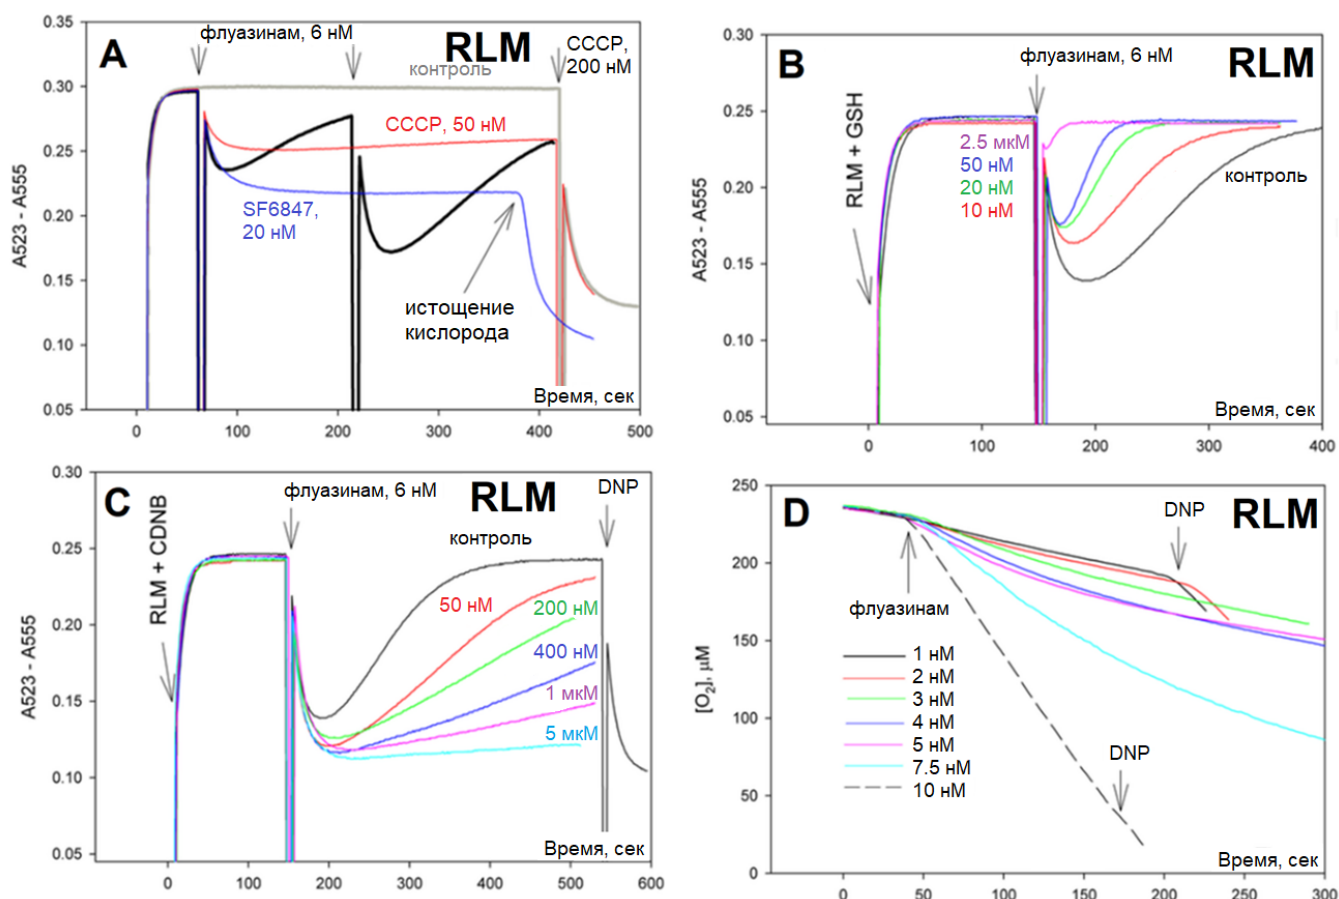 A
флуазинам, 6 нМ
RLM
CCCP,
200 нМ
контроль
CCCP, 50 нМ
SF6847,
20 нМ
истощение
кислорода
Время, сек
A523 - A555
0.35
0.30
0.25
0.20
0.15
0.10
0.05
0
100
200
300
400
500
B
флуазинам, 6 нМ
RLM
RLM + GSH
2.5 мкМ
50 нМ
20 нМ
10 нМ
контроль
Время, сек
A523 - A555
0.30
0.25
0.20
0.15
0.10
0.05
0
100
200
300
400
C
флуазинам, 6 нМ
RLM
DNP
RLM + CDNB
контроль
50 нМ
200 нМ
400 нМ
1 мкМ
5 мкМ
Время, сек
A523 - A555
0.30
0.25
0.20
0.15
0.10
0.05
0
100
200
300
400
500
600
D
RLM
DNP
флуазинам
1 нМ
2 нМ
3 нМ
4 нМ
5 нМ
7.5 нМ
10 нМ
DNP
Время, сек
[O2], µM
250
200
150
100
50
0
0
50
100
150
200
250
300